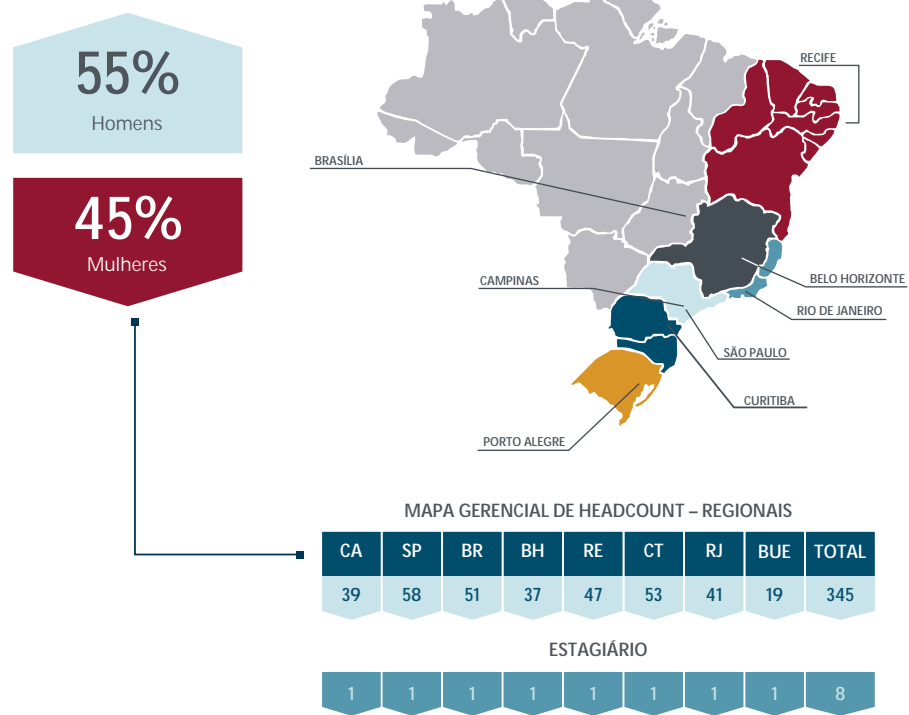 55%
Homens
45%
Mulheres
RECIFE
BRASÍLIA
CAMPINAS
BELO HORIZONTE
RIO DE JANEIRO
SÃO PAULO
CURITIBA
PORTO ALEGRE
MAPA GERENCIAL DE HEADCOUNT – REGIONAIS
CA SP BR BH RE CT RJ BUE TOTAL
39 58 51 37 47 53 41 19 345
ESTAGIÁRIO
1 1 1 1 1 1 1 1 8